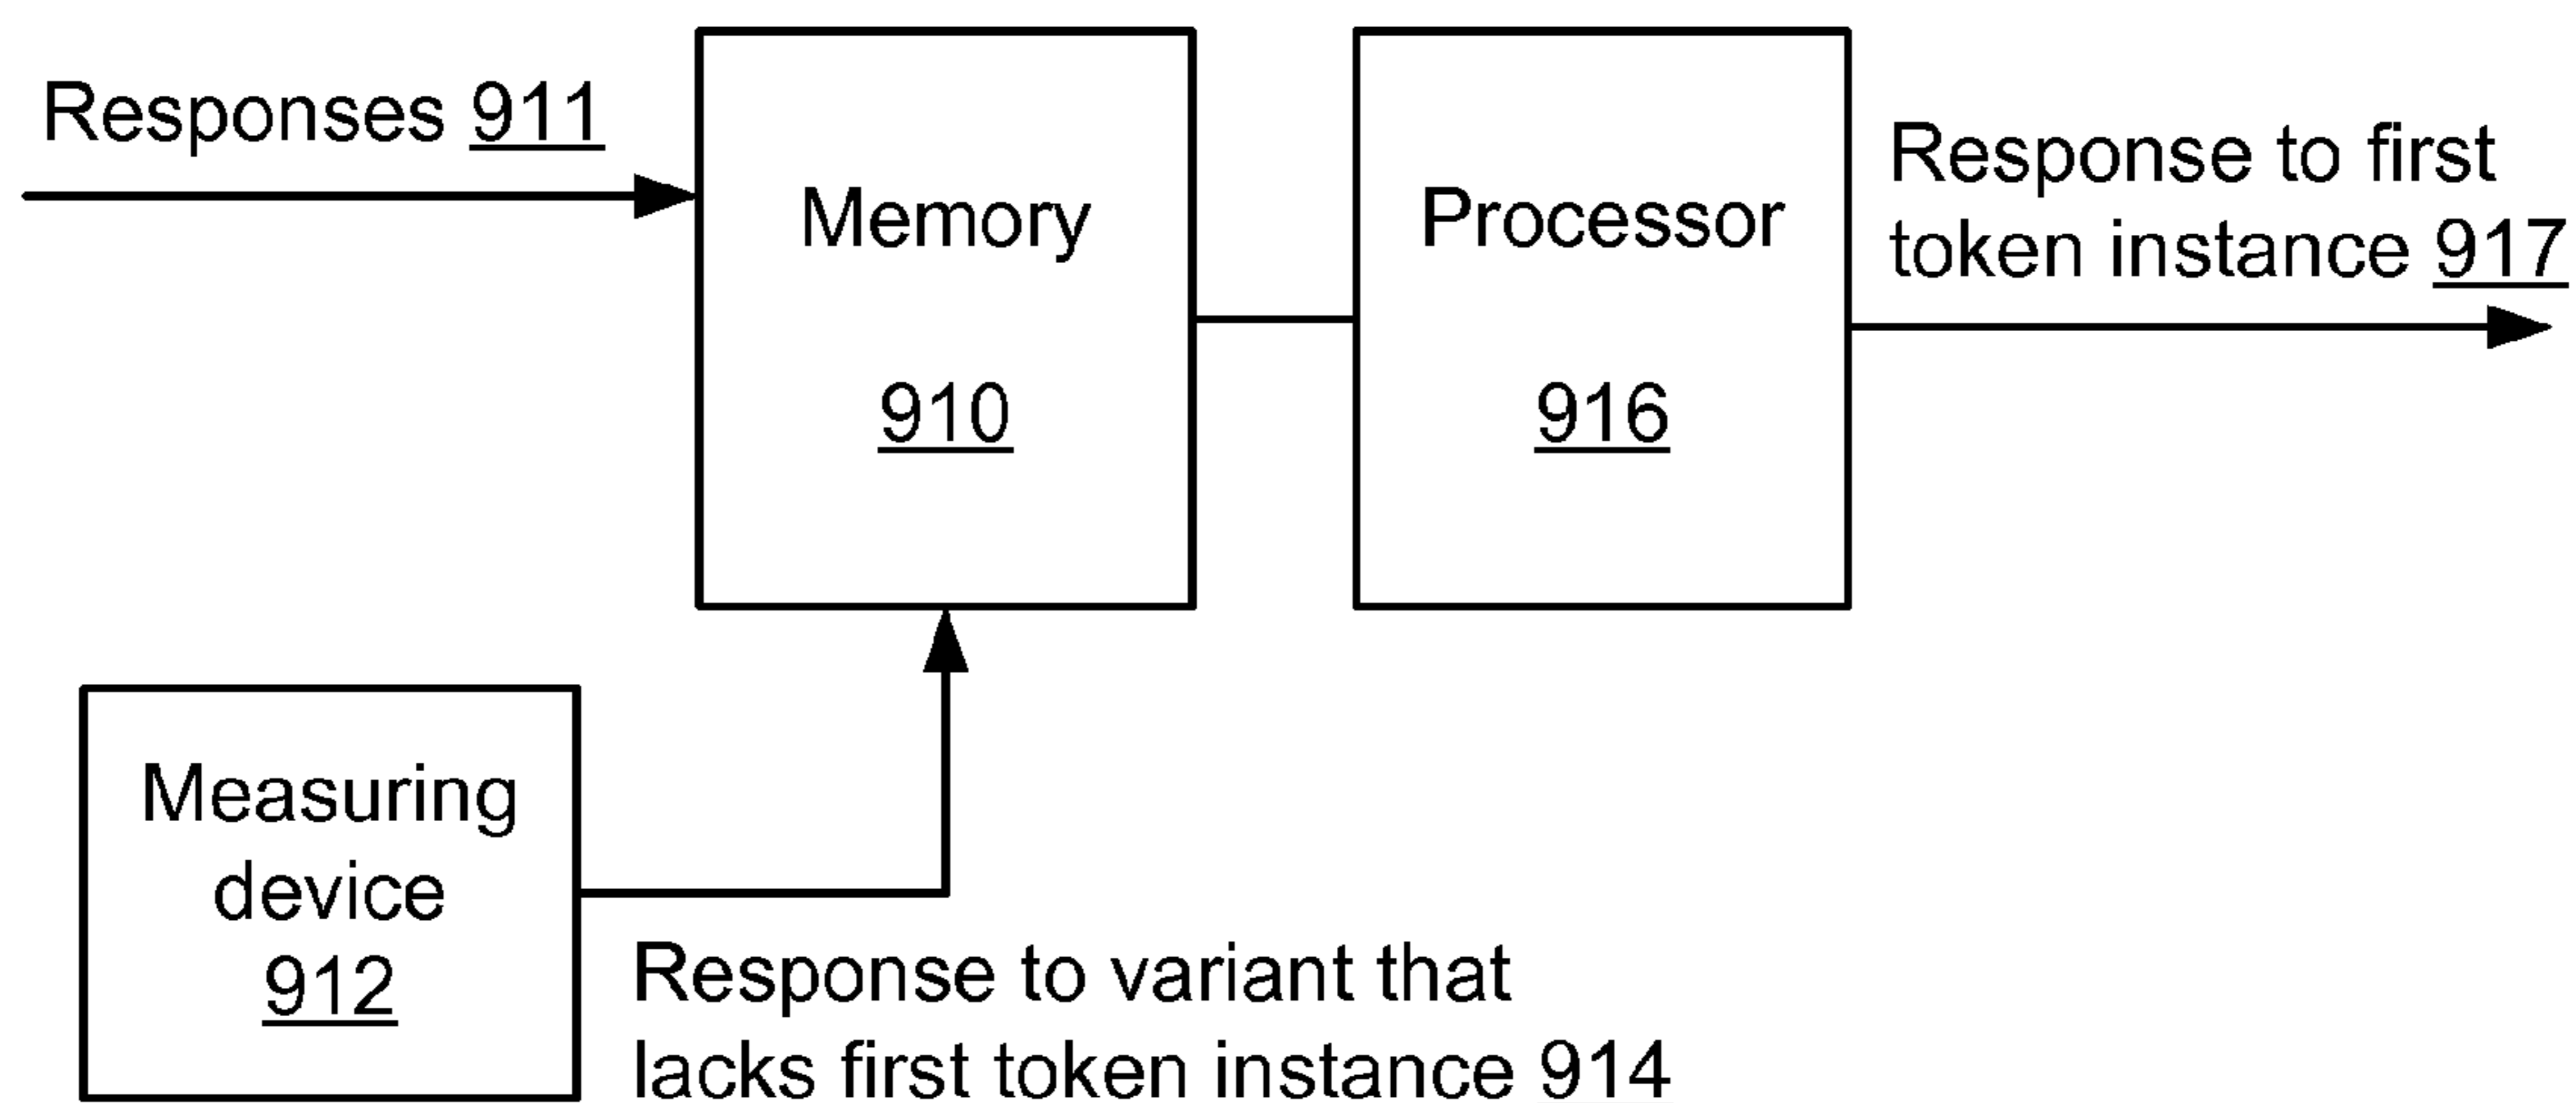 Responses 911
Memory
910
Processor
916
Response to first
token instance 917
Measuring
device
912
Response to variant that
lacks first token instance 914